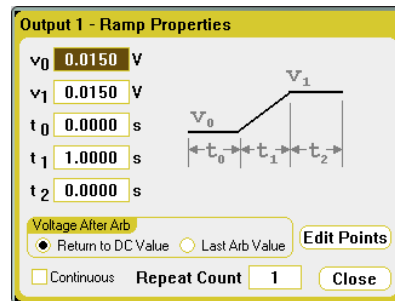 Output 1 - Ramp Properties
v0 0.0150 V
v1 0.0150 V
t0 0.0000 s
t1 1.0000 s
t2 0.0000 s
V1
V0
t0 t1 t2
Voltage After Arb
Return to DC Value Last Arb Value
Edit Points
Continuous Repeat Count 1 Close